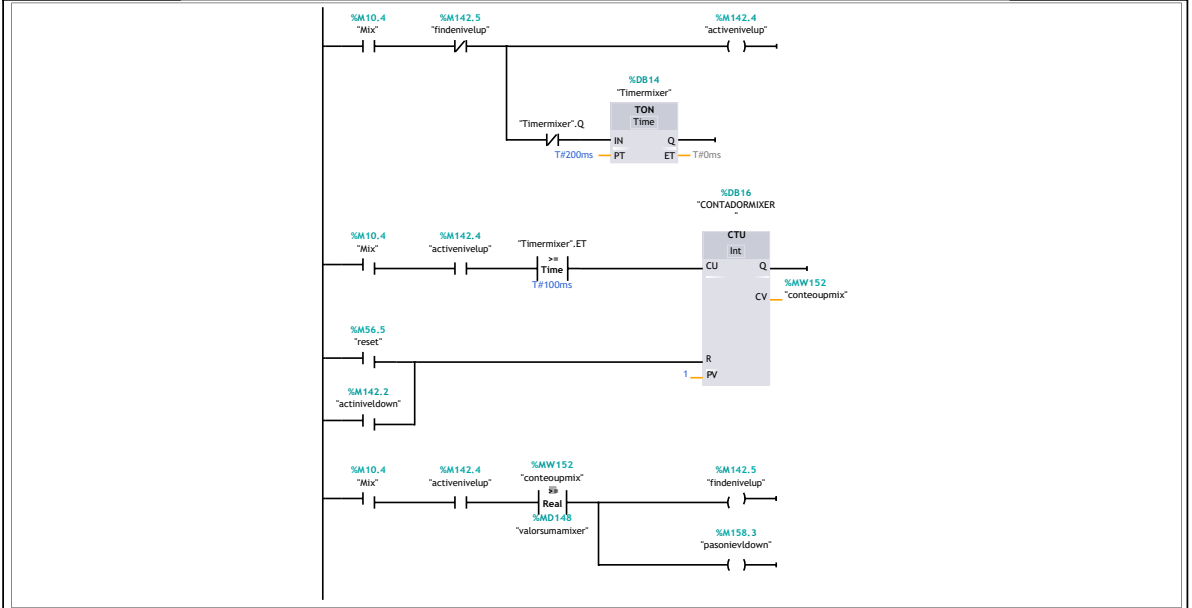 %M10.4
"Mix"
%M142.5
"findenivelup"
%M142.4
"activenivelup"
%DB14
"Timermixer"
TON
Time
"Timermixer".Q
IN
Q
T#200ms
PT
ET
T#0ms
%DB16
"CONTADORMIXER
"
CTU
Int
%M10.4
"Mix"
%M142.4
"activenivelup"
"Timermixer".ET
>=
Time
T#100ms
CU
Q
CV
%MW152
"conteoupmix"
%M56.5
"reset"
R
1
PV
%M142.2
"actiniveldown"
%M10.4
"Mix"
%M142.4
"activenivelup"
%MW152
"conteoupmix"
Real
%MD148
"valorsumamixer"
%M142.5
"findenivelup"
%M158.3
"pasonievldown"